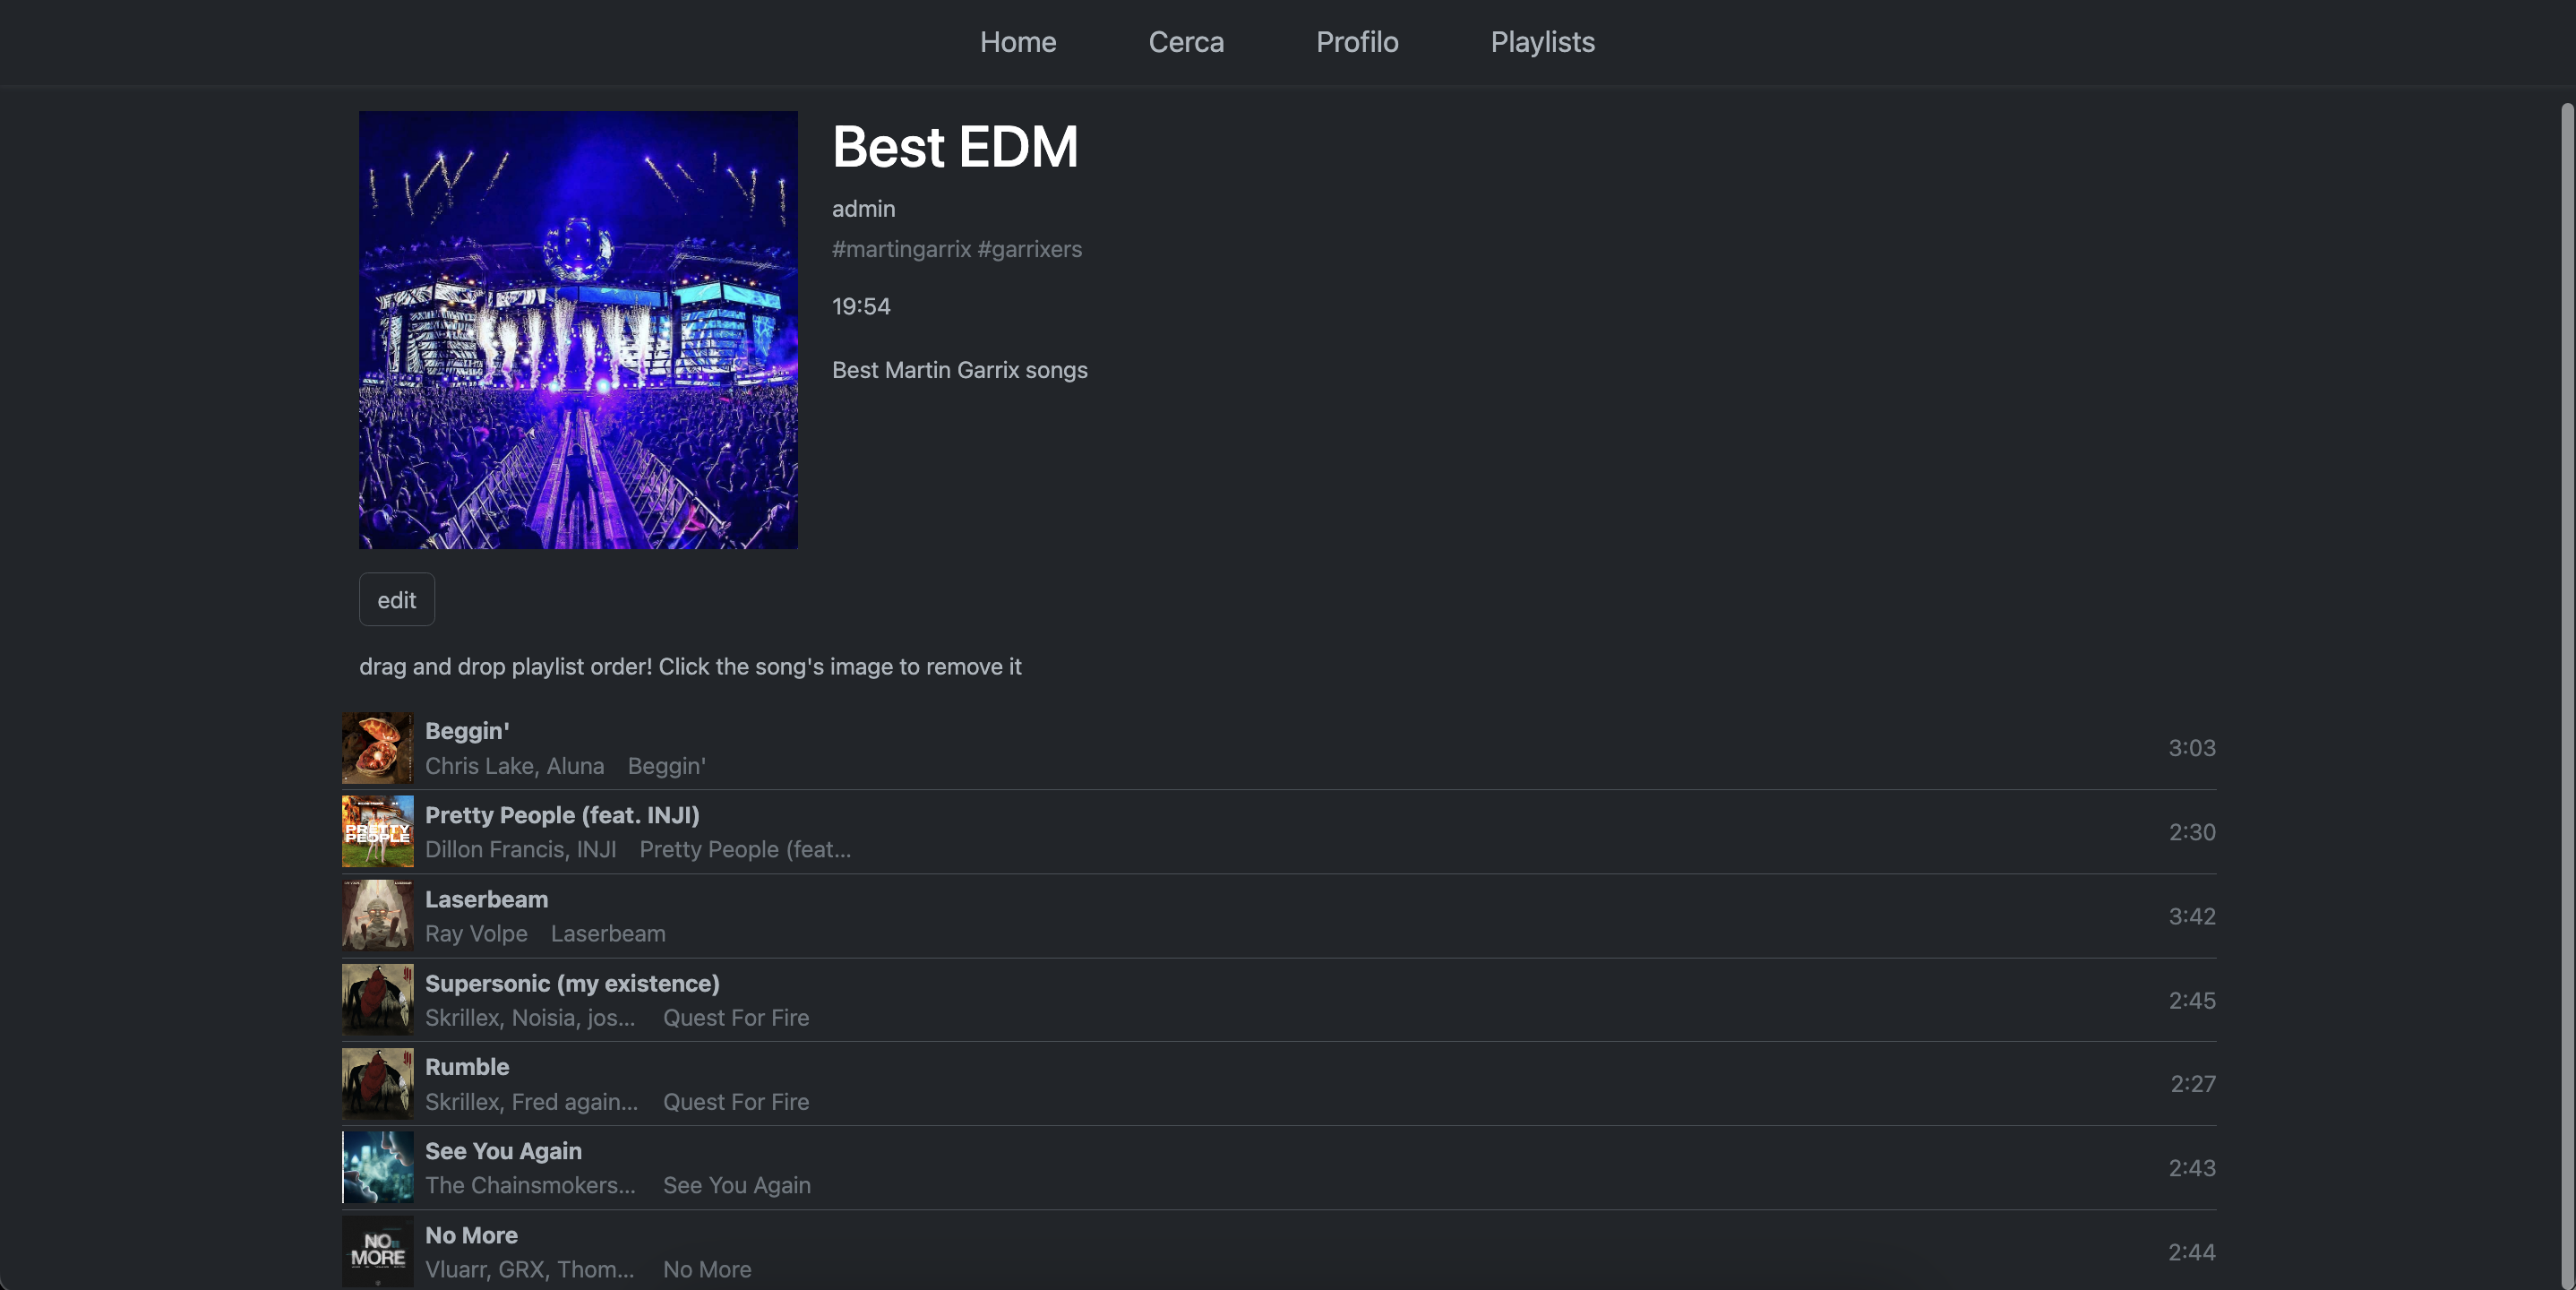 Home Cerca Profilo Playlists
Best EDM
admin
#martingarrix #garrixers
19:54
Best Martin Garrix songs
edit
drag and drop playlist order! Click the song's image to remove it
Beggin'
Chris Lake, Aluna Beggin'
3:03
PRETTY
PEOPLE
Pretty People (feat. INJI)
Dillon Francis, INJI Pretty People (feat...
2:30
Laserbeam
Ray Volpe Laserbeam
3:42
Supersonic (my existence)
Skrillex, Noisia, jos... Quest For Fire
2:45
Rumble
Skrillex, Fred again... Quest For Fire
2:27
See You Again
The Chainsmokers... See You Again
2:43
NO
MORE
No More
Vluarr, GRX, Thom... No More
2:44